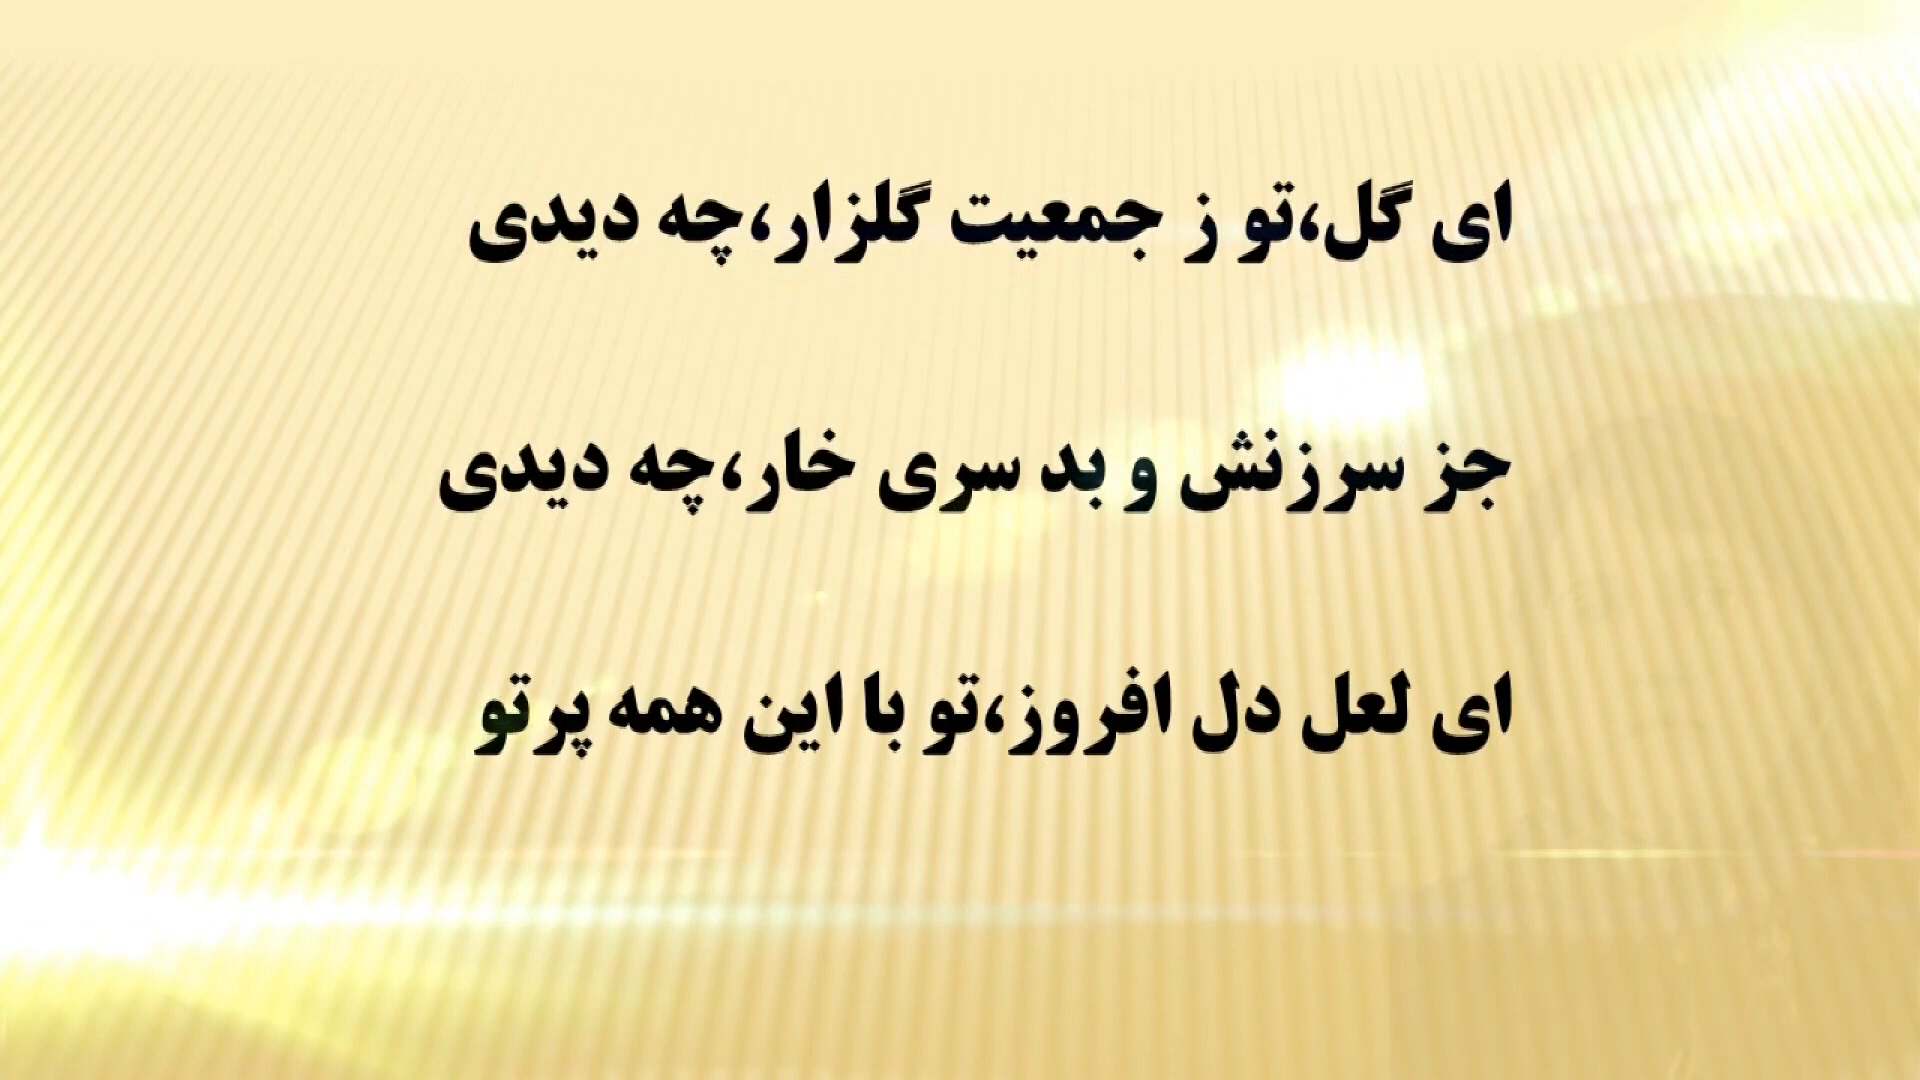 ای گل،تو ز جمعیت گلزار،چه دیدی
جز سرزنش و بد سری خار،چه دیدی
ای لعل دل افروز،تو با این همه پرتو